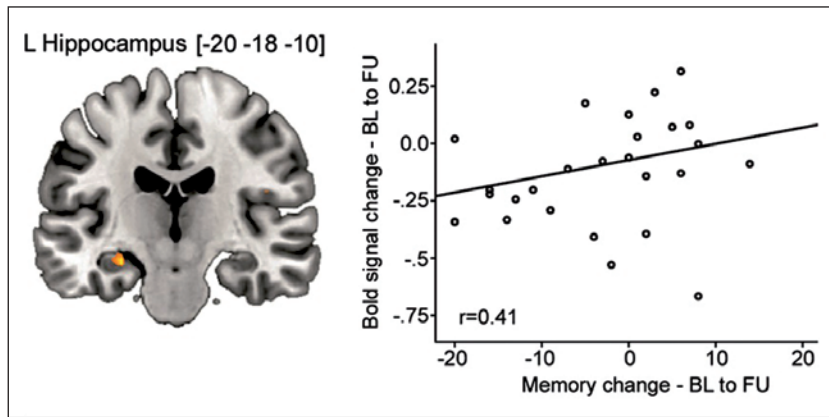 L Hippocampus [-20 -18 -10]
Bold signal change - BL to FU
0.25
0.0
-.25
-.5
-.75
r=0.41
-20 -10 0 10 20
Memory change - BL to FU